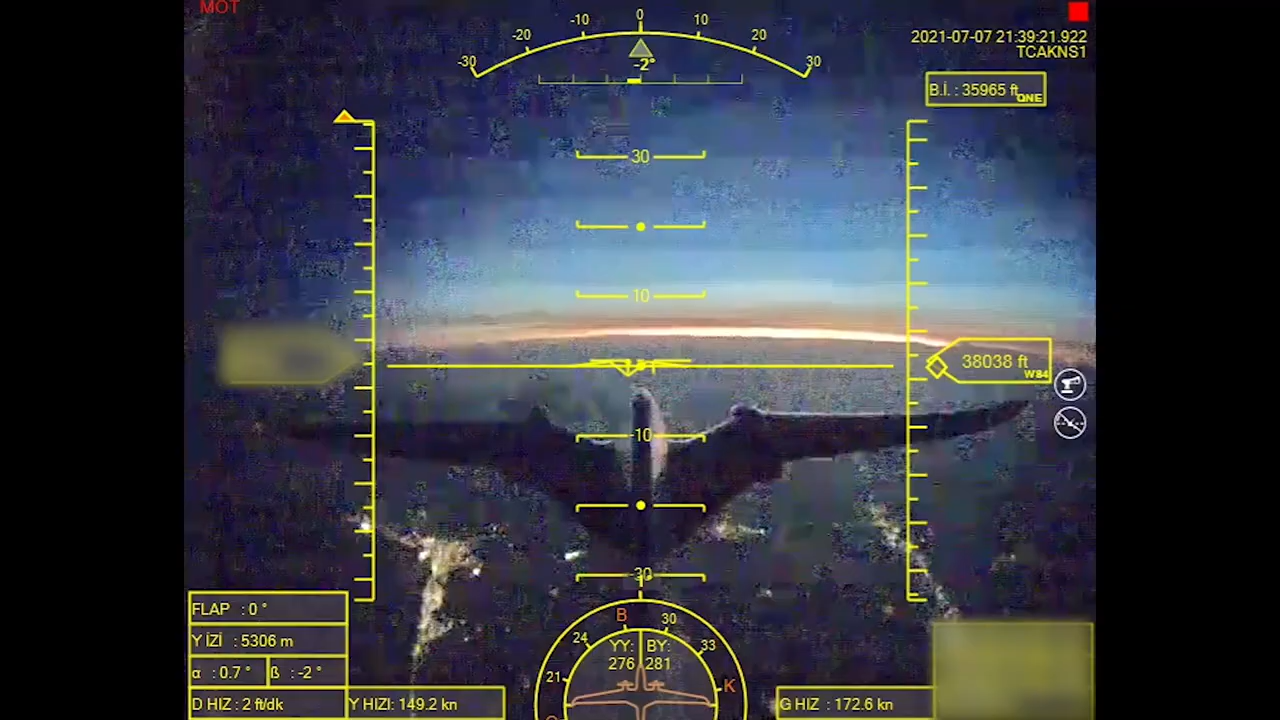 MOT
2021-07-07 21:39:21.922
TCAKNS1
-30 -20 -10 0 10 20 30
-2°
B.İ. : 35965 ft
QNE
30
10
38038 ft
W84
-10
-30
FLAP : 0 °
Y İZİ : 5306 m
α : 0.7 ° ß : -2 °
D HIZ : 2 ft/dk
Y HIZI: 149.2 kn
21 24 B 30 33 K
YY: BY:
276 281
G HIZ : 172.6 kn